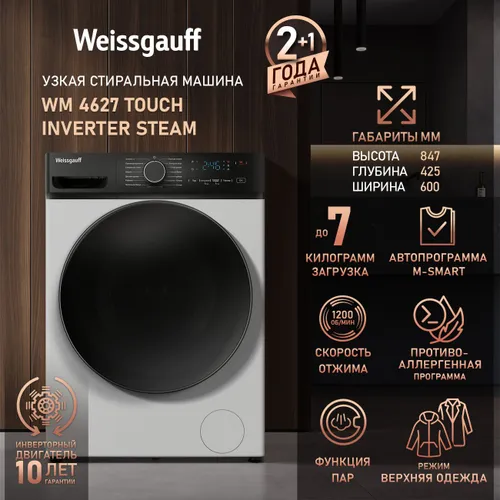 Weissgauff
УЗКАЯ СТИРАЛЬНАЯ МАШИНА
WM 4627 TOUCH
INVERTER STEAM
2+1
ГОДА
ГАРАНТИИ
ГАБАРИТЫ ММ
ВЫСОТА 847
ГЛУБИНА 425
ШИРИНА 600
Weissgauff
2:46
ДО 7
КИЛОГРАММ
ЗАГРУЗКА
АВТОПРОГРАММА
M-SMART
1200
ОБ/МИН
СКОРОСТЬ
ОТЖИМА
ПРОТИВО-
АЛЛЕРГЕННАЯ
ПРОГРАММА
ФУНКЦИЯ
ПАР
РЕЖИМ
ВЕРХНЯЯ ОДЕЖДА
ИНВЕРТОРНЫЙ
ДВИГАТЕЛЬ
10 ЛЕТ
ГАРАНТИИ